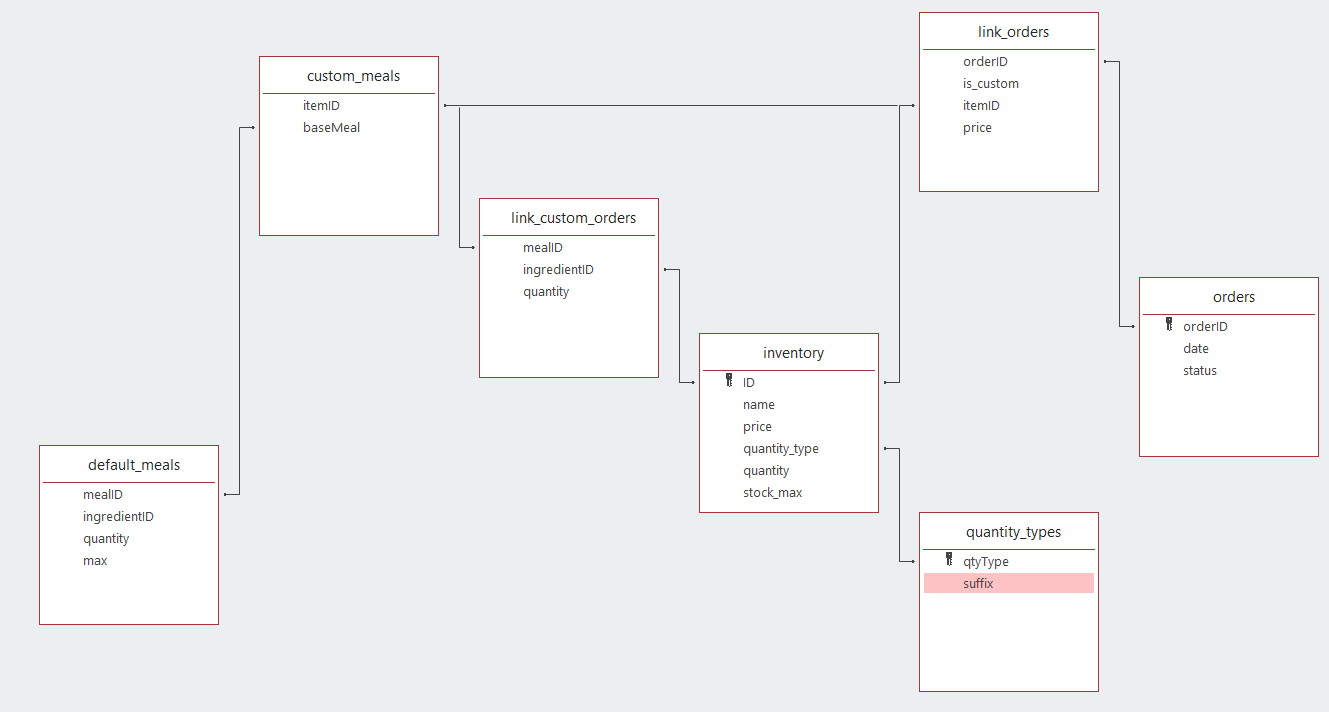 link_orders
orderID
is_custom
itemID
price
custom_meals
itemID
baseMeal
link_custom_orders
mealID
ingredientID
quantity
orders
orderID
date
status
inventory
ID
name
price
quantity_type
quantity
stock_max
default_meals
mealID
ingredientID
quantity
max
quantity_types
qtyType
suffix